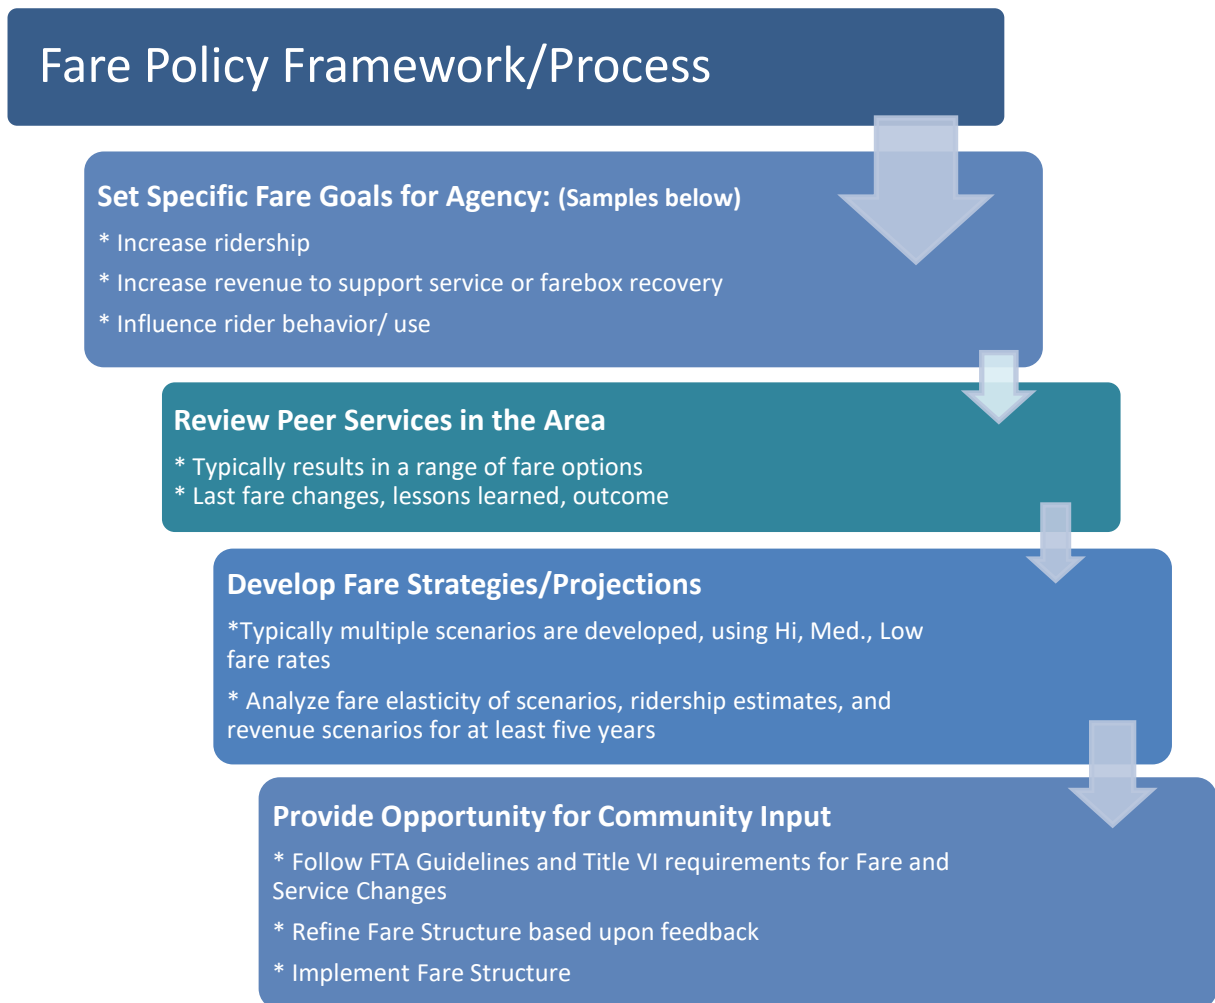 Fare Policy Framework/Process
Set Specific Fare Goals for Agency: (Samples below)
* Increase ridership
* Increase revenue to support service or farebox recovery
* Influence rider behavior/ use
Review Peer Services in the Area
* Typically results in a range of fare options
* Last fare changes, lessons learned, outcome
Develop Fare Strategies/Projections
*Typically multiple scenarios are developed, using Hi, Med., Low
fare rates
* Analyze fare elasticity of scenarios, ridership estimates, and
revenue scenarios for at least five years
Provide Opportunity for Community Input
* Follow FTA Guidelines and Title VI requirements for Fare and
Service Changes
* Refine Fare Structure based upon feedback
* Implement Fare Structure